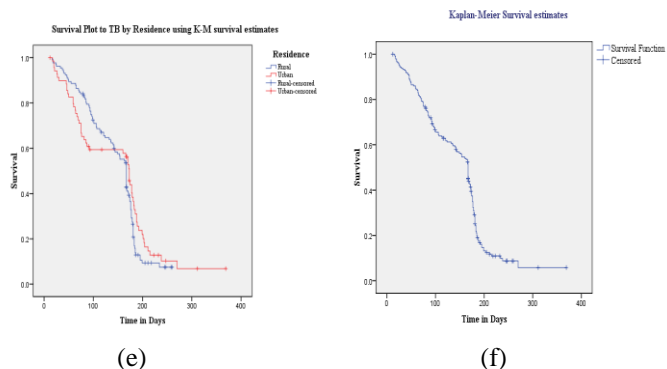 Survival Plot to TB by Residence using K-M survival estimates
Residence
Rural
Urban
Rural-censored
Urban-censored
Survival
1.0
0.8
0.6
0.4
0.2
0.0
0 100 200 300 400
Time in Days
(e)
Kaplan-Meier Survival estimates
Survival Function
Censored
Survival
1.0
0.8
0.6
0.4
0.2
0.0
0 100 200 300 400
Time in Days
(f)